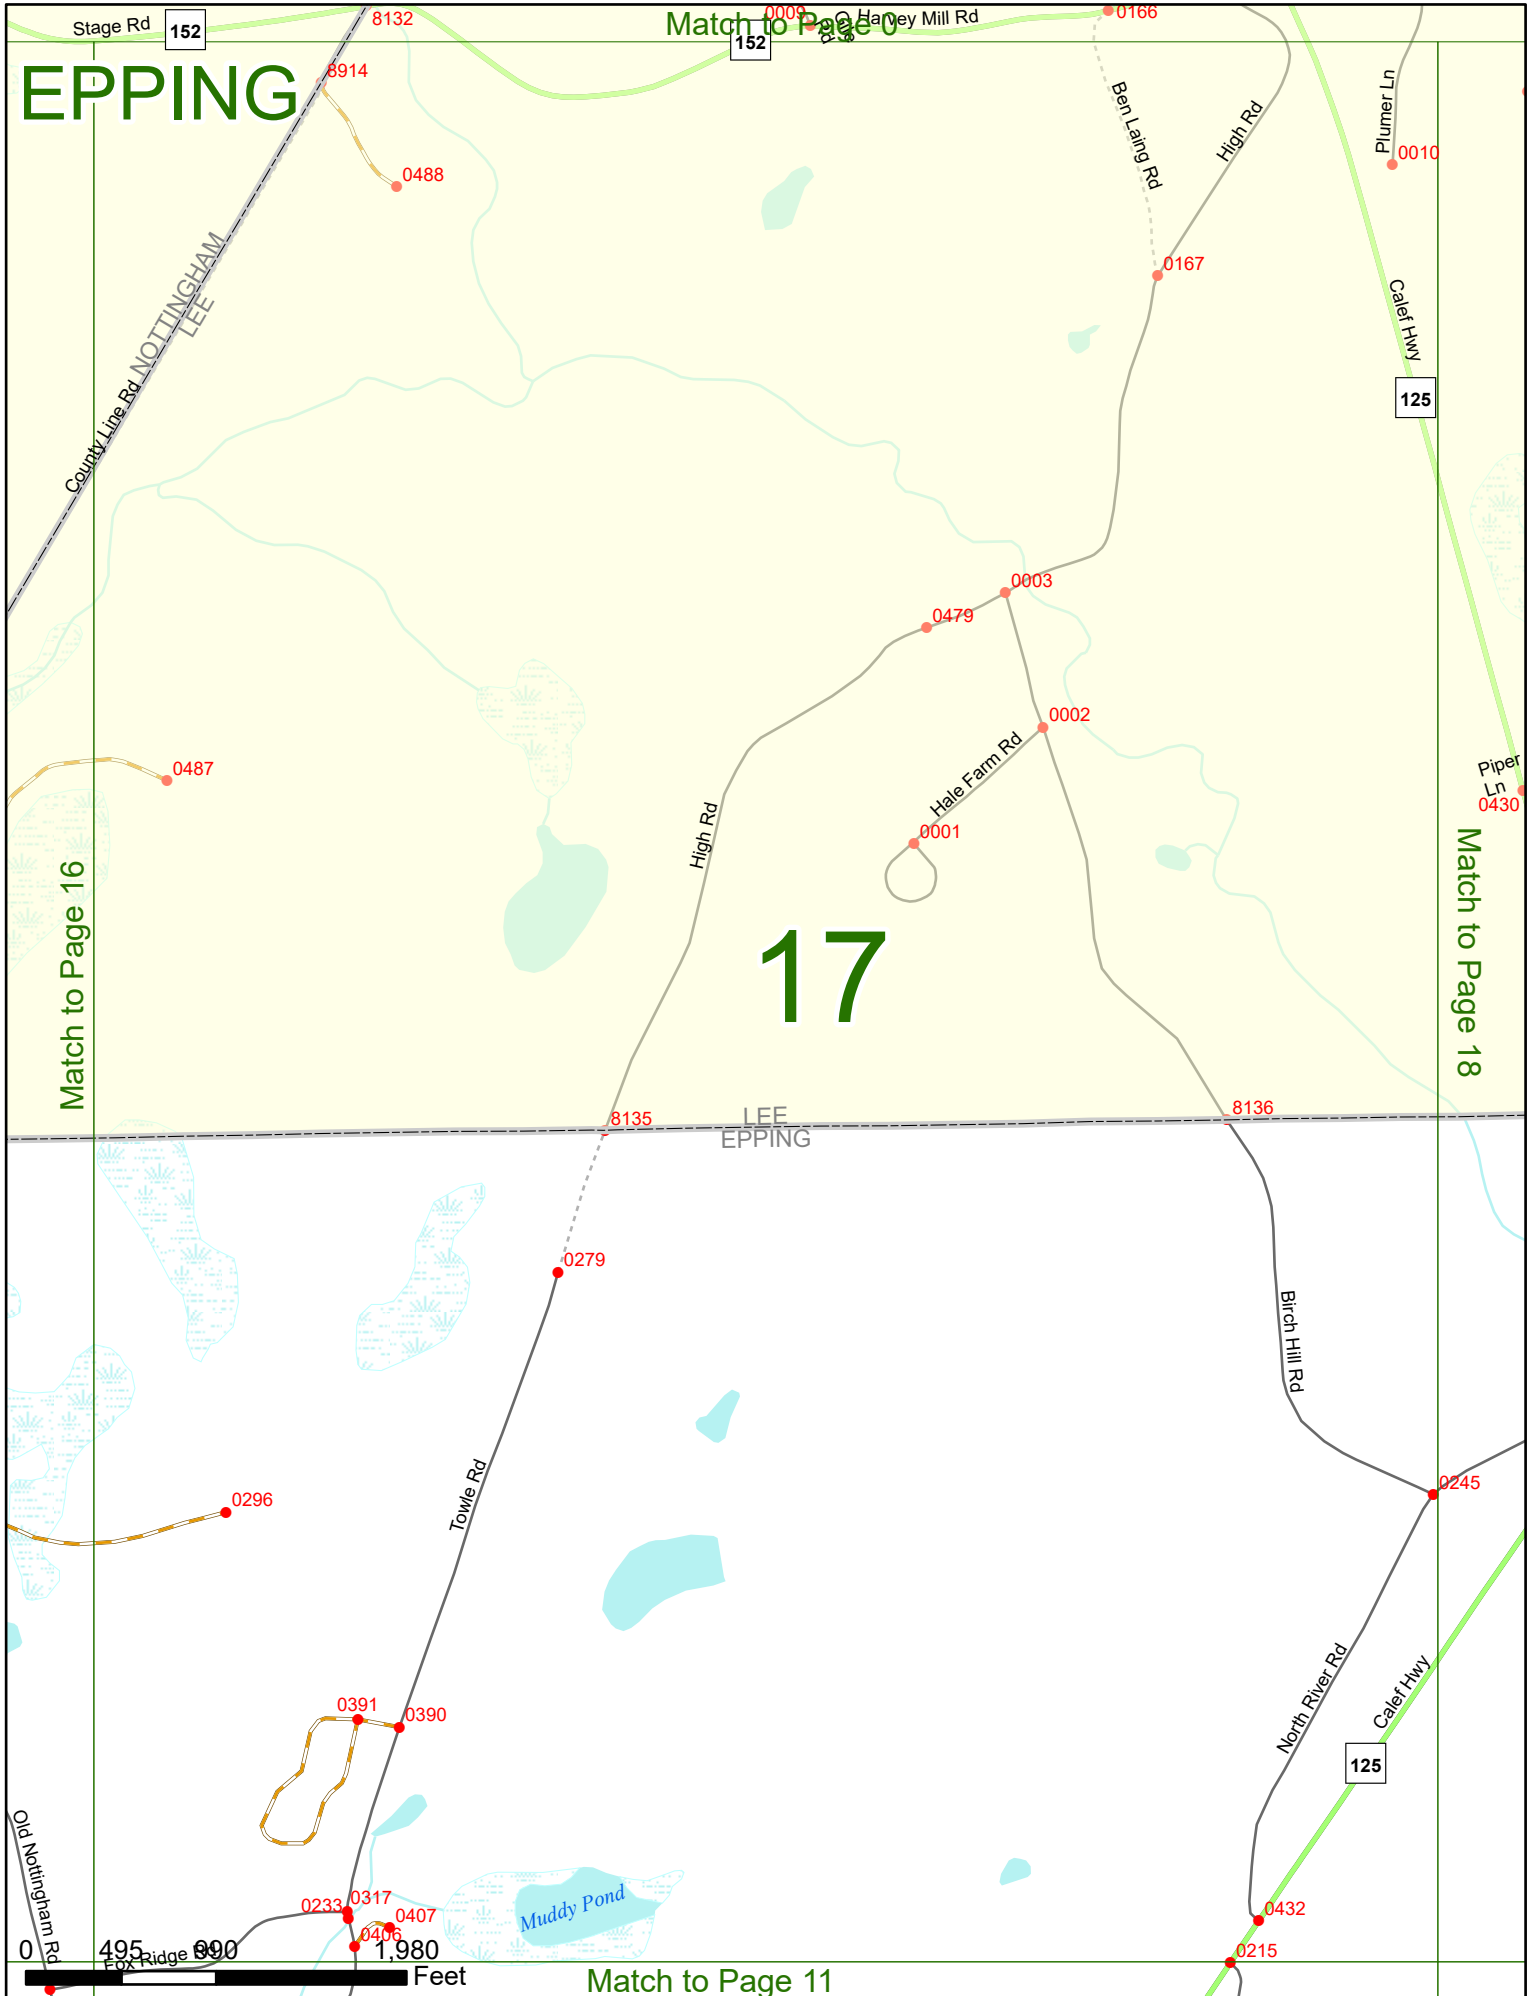 Stage Rd
152
8132
Match to Page 0
0009
Glue
Rd
Harvey Mill Rd
0166
152
EPPING
8914
0488
Ben Laing Rd
High Rd
Plumer Ln
0010
0167
NOTTINGHAM
LEE
County Line Rd
Calef Hwy
125
0003
0479
0002
0487
Hale Farm Rd
0001
High Rd
Piper
Ln
0430
Match to Page 16
17
Match to Page 18
8135
LEE
EPPING
8136
0279
Birch Hill Rd
0245
Towle Rd
0296
North River Rd
Calef Hwy
125
0391
0390
Old Nottingham Rd
0233
0317
0407
0406
Muddy Pond
0432
0215
Fox Ridge Rd
0 495 990 1,980
Feet
Match to Page 11